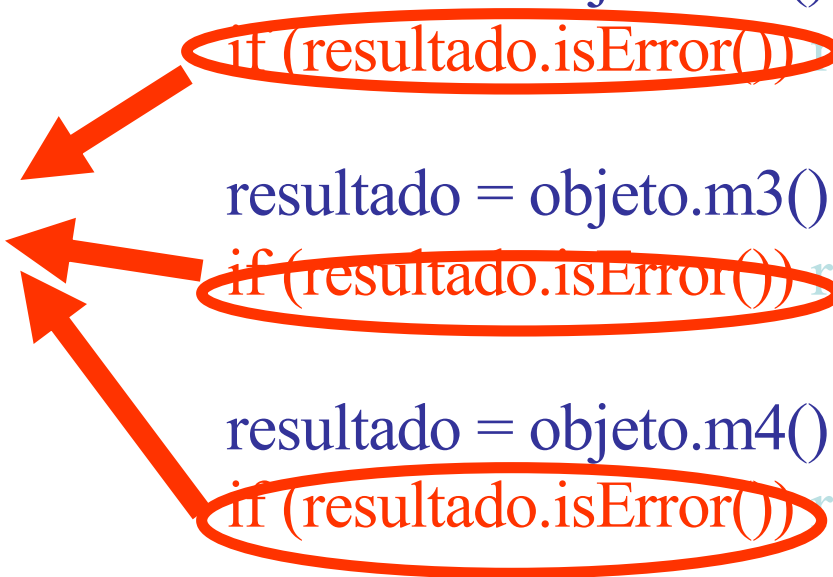 if (resultado.isError()) r
resultado = objeto.m3()
if (resultado.isError()) r
resultado = objeto.m4()
if (resultado.isError()) r